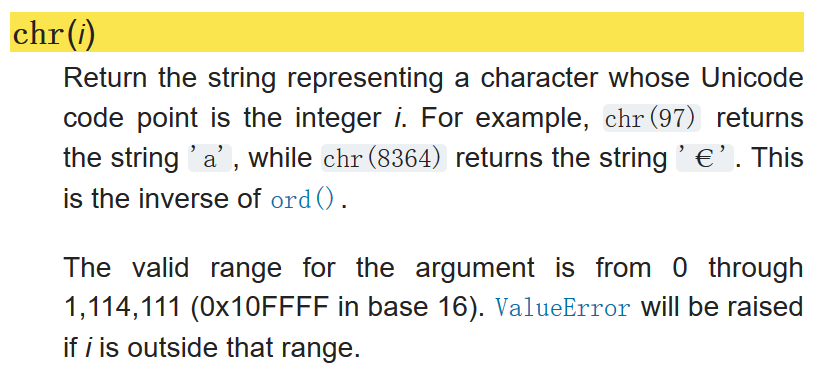 chr(i)
Return the string representing a character whose Unicode
code point is the integer i. For example, chr(97) returns
the string 'a', while chr(8364) returns the string '€'. This
is the inverse of ord().
The valid range for the argument is from 0 through
1,114,111 (0x10FFFF in base 16). ValueError will be raised
if i is outside that range.